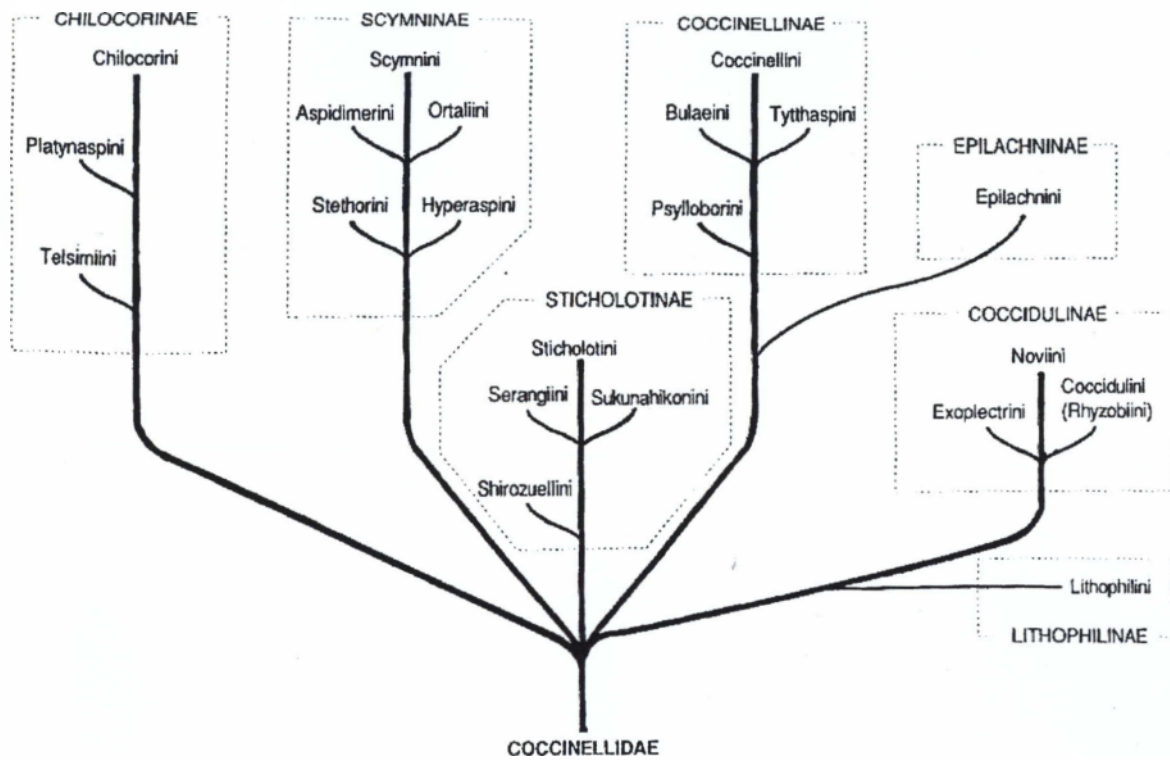 CHILOCORINAE
Chilocorini
Platynaspini
Telsimiini
SCYMNINAE
Scymnini
Aspidimerini
Ortaliini
Stethorini
Hyperaspini
COCCINELLINAE
Coccinellini
Bulaeini
Tytthaspini
Psylloborini
EPILACHNINAE
Epilachnini
STICHOLOTINAE
Sticholotini
Serangiini
Sukunahikonini
Shirozuellini
COCCIDULINAE
Noviini
Exoplectrini
Coccidulini
(Rhyzobiini)
Lithophilini
LITHOPHILINAE
COCCINELLIDAE